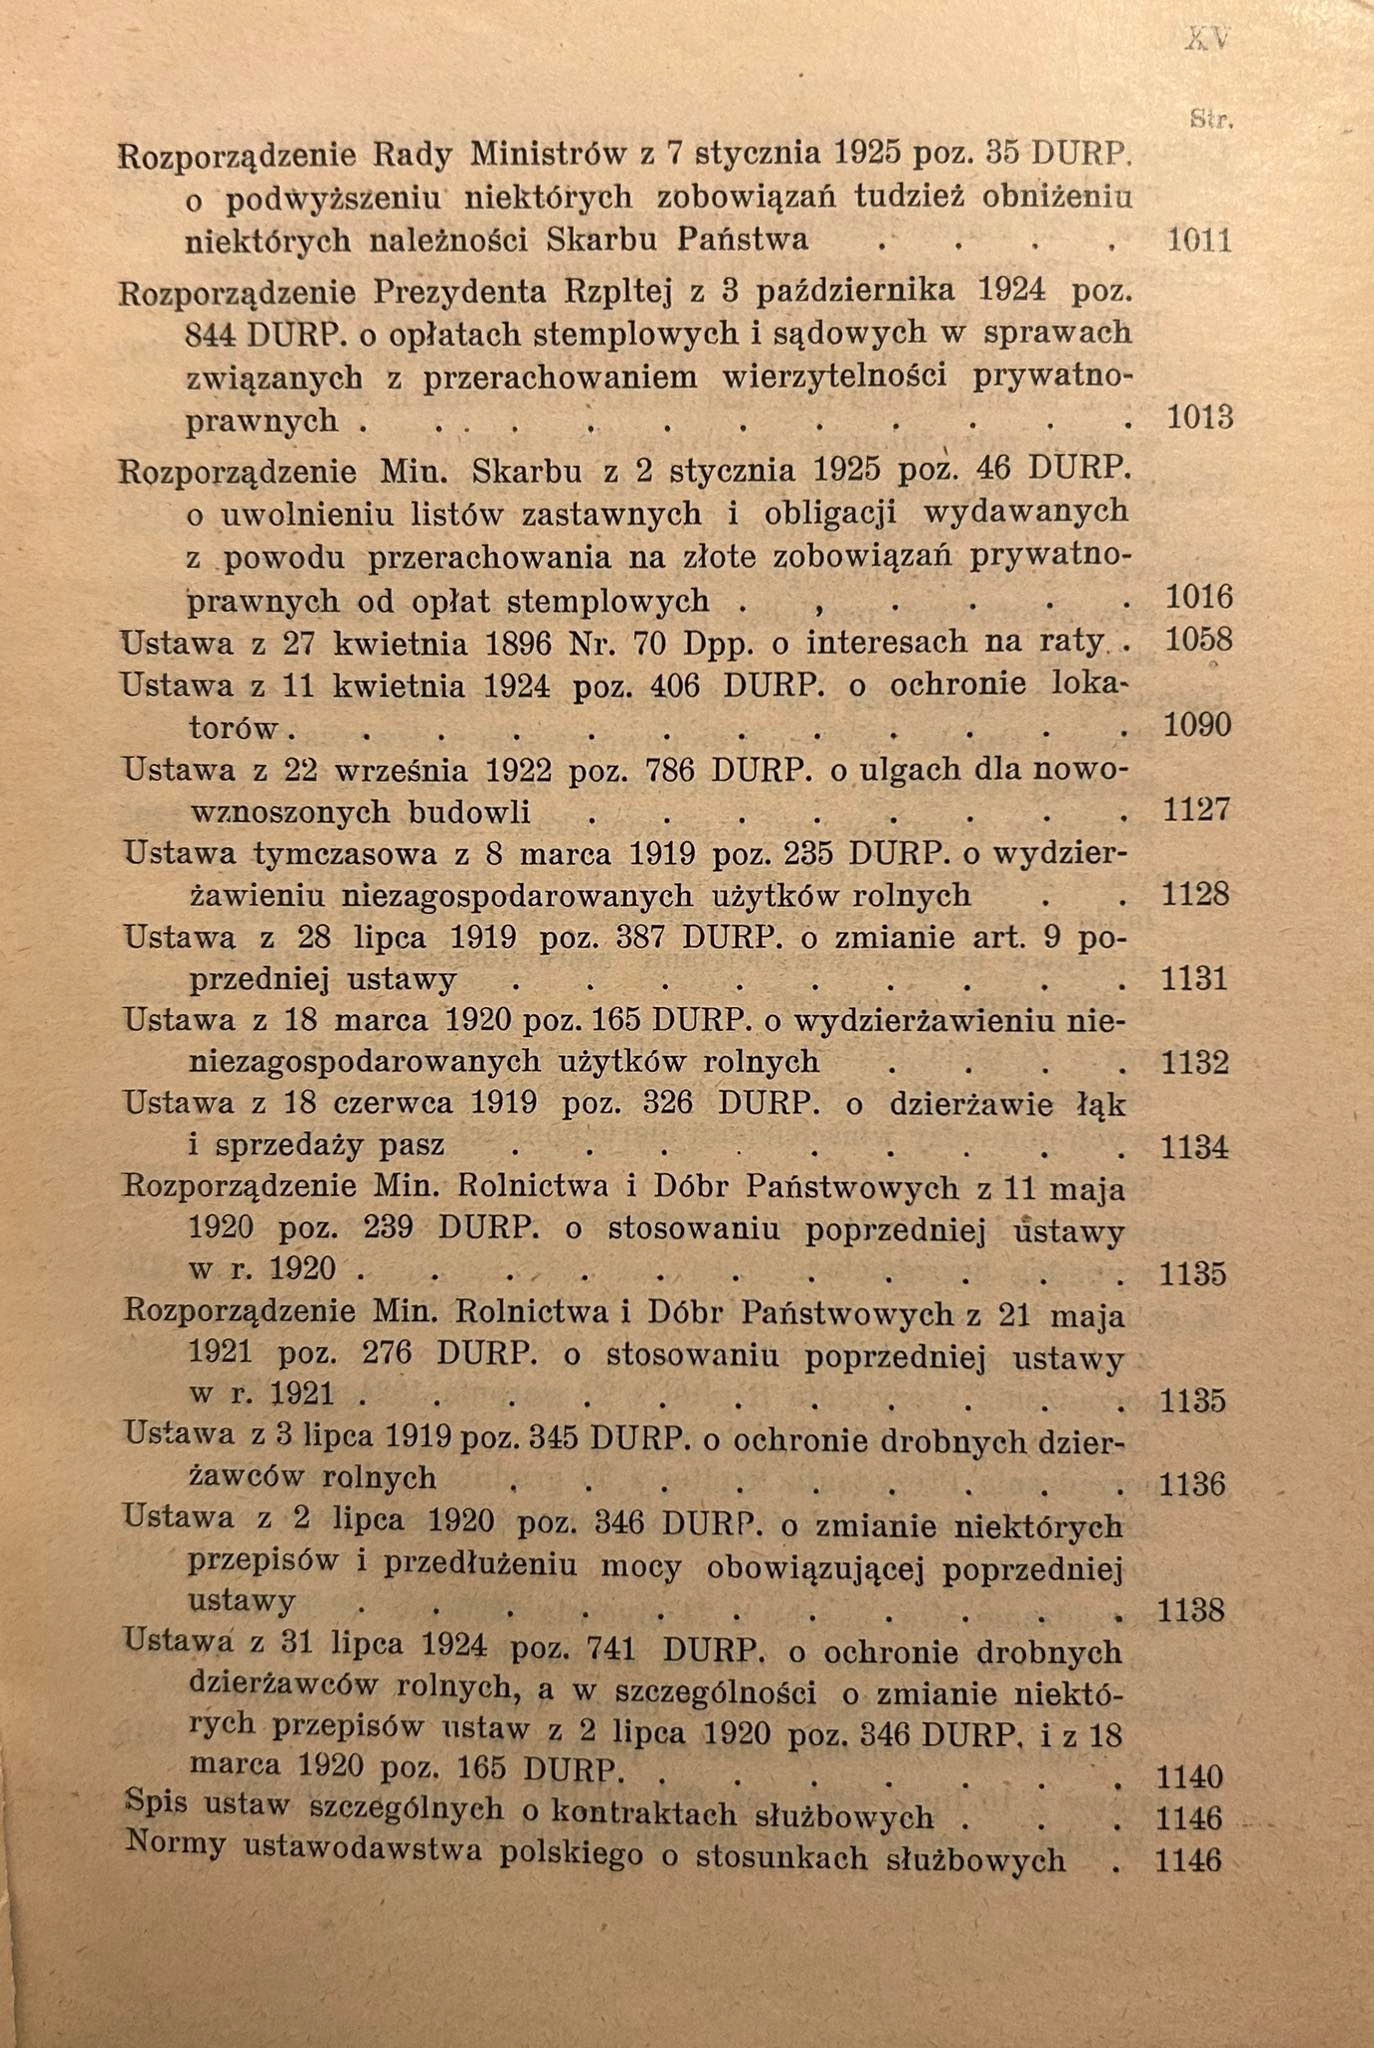 XV
Str.
Rozporządzenie Rady Ministrów z 7 stycznia 1925 poz. 35 DURP.
o podwyższeniu niektórych zobowiązań tudzież obniżeniu
niektórych należności Skarbu Państwa . . . . 1011
Rozporządzenie Prezydenta Rzpltej z 3 października 1924 poz.
844 DURP. o opłatach stemplowych i sądowych w sprawach
związanych z przerachowaniem wierzytelności prywatno-
prawnych . . . . . . . . . . . . 1013
Rozporządzenie Min. Skarbu z 2 stycznia 1925 poz. 46 DURP.
o uwolnieniu listów zastawnych i obligacji wydawanych
z powodu przerachowania na złote zobowiązań prywatno-
prawnych od opłat stemplowych . , . . . . 1016
Ustawa z 27 kwietnia 1896 Nr. 70 Dpp. o interesach na raty . . 1058
Ustawa z 11 kwietnia 1924 poz. 406 DURP. o ochronie loka-
torów . . . . . . . . . . . . 1090
Ustawa z 22 września 1922 poz. 786 DURP. o ulgach dla nowo-
wznoszonych budowli . . . . . . . . 1127
Ustawa tymczasowa z 8 marca 1919 poz. 235 DURP. o wydzier-
żawieniu niezagospodarowanych użytków rolnych . . 1128
Ustawa z 28 lipca 1919 poz. 387 DURP. o zmianie art. 9 po-
przedniej ustawy . . . . . . . . . 1131
Ustawa z 18 marca 1920 poz. 165 DURP. o wydzierżawieniu nie-
niezagospodarowanych użytków rolnych . . . . 1132
Ustawa z 18 czerwca 1919 poz. 326 DURP. o dzierżawie łąk
i sprzedaży pasz . . . . . . . . . 1134
Rozporządzenie Min. Rolnictwa i Dóbr Państwowych z 11 maja
1920 poz. 239 DURP. o stosowaniu poprzedniej ustawy
w r. 1920 . . . . . . . . . . . 1135
Rozporządzenie Min. Rolnictwa i Dóbr Państwowych z 21 maja
1921 poz. 276 DURP. o stosowaniu poprzedniej ustawy
w r. 1921 . . . . . . . . . . . 1135
Ustawa z 3 lipca 1919 poz. 345 DURP. o ochronie drobnych dzier-
żawców rolnych . . . . . . . . . 1136
Ustawa z 2 lipca 1920 poz. 346 DURP. o zmianie niektórych
przepisów i przedłużeniu mocy obowiązującej poprzedniej
ustawy . . . . . . . . . . . 1138
Ustawa z 31 lipca 1924 poz. 741 DURP. o ochronie drobnych
dzierżawców rolnych, a w szczególności o zmianie niektó-
rych przepisów ustaw z 2 lipca 1920 poz. 346 DURP. i z 18
marca 1920 poz. 165 DURP. . . . . . . . 1140
Spis ustaw szczególnych o kontraktach służbowych . . . 1146
Normy ustawodawstwa polskiego o stosunkach służbowych . 1146